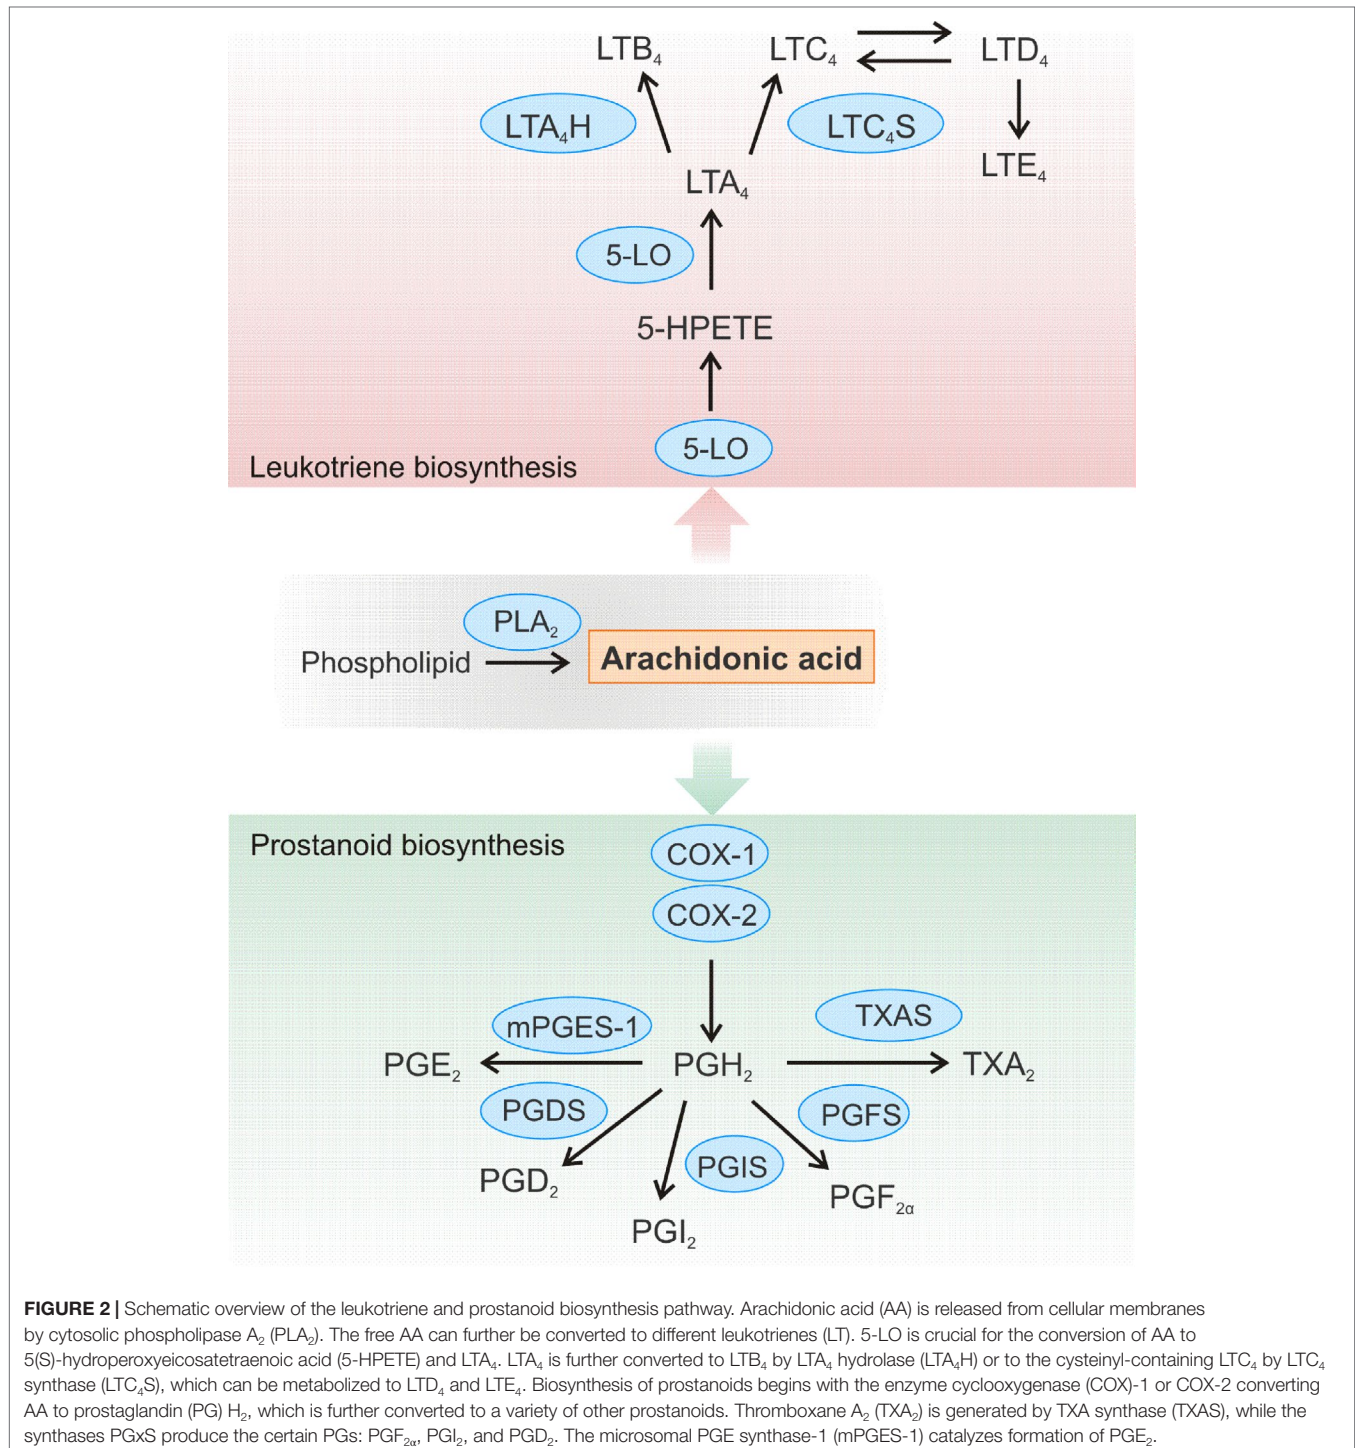 LTB₄ LTC₄ LTD₄
LTA₄H LTC₄S
LTA₄ LTE₄
5-LO
5-HPETE
5-LO
Leukotriene biosynthesis
PLA₂
Phospholipid Arachidonic acid
Prostanoid biosynthesis
COX-1
COX-2
mPGES-1 TXAS
PGE₂ PGH₂ TXA₂
PGDS PGFS
PGIS
PGD₂ PGF₂α
PGI₂
FIGURE 2 | Schematic overview of the leukotriene and prostanoid biosynthesis pathway. Arachidonic acid (AA) is released from cellular membranes
by cytosolic phospholipase A₂ (PLA₂). The free AA can further be converted to different leukotrienes (LT). 5-LO is crucial for the conversion of AA to
5(S)-hydroperoxyeicosatetraenoic acid (5-HPETE) and LTA₄. LTA₄ is further converted to LTB₄ by LTA₄ hydrolase (LTA₄H) or to the cysteinyl-containing LTC₄ by LTC₄
synthase (LTC₄S), which can be metabolized to LTD₄ and LTE₄. Biosynthesis of prostanoids begins with the enzyme cyclooxygenase (COX)-1 or COX-2 converting
AA to prostaglandin (PG) H₂, which is further converted to a variety of other prostanoids. Thromboxane A₂ (TXA₂) is generated by TXA synthase (TXAS), while the
synthases PGxS produce the certain PGs: PGF₂α, PGI₂, and PGD₂. The microsomal PGE synthase-1 (mPGES-1) catalyzes formation of PGE₂.